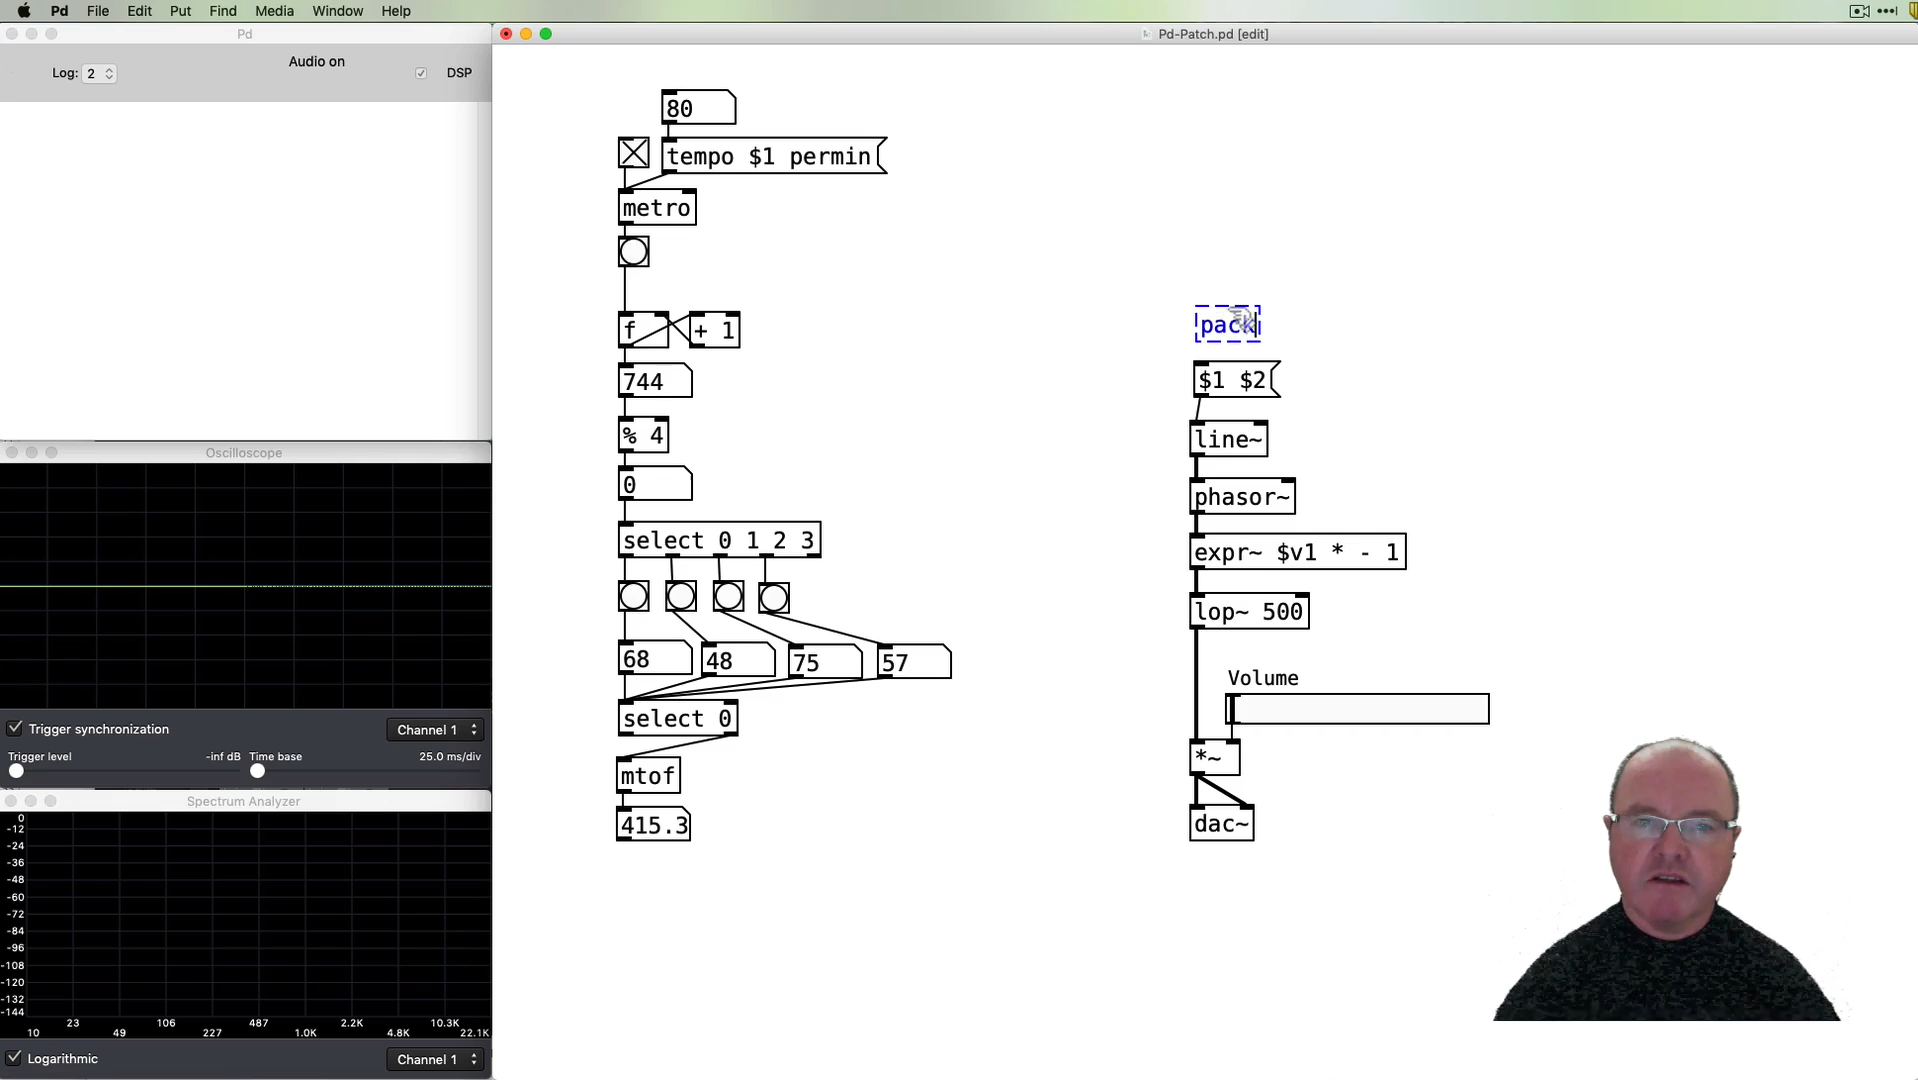 Pd File Edit Put Find Media Window Help
Pd
Log: 2
Audio on
DSP
Pd-Patch.pd [edit]
80
tempo $1 permin
metro
f
+ 1
744
% 4
0
select 0 1 2 3
68
48
75
57
select 0
mtof
415.3
pack
$1 $2
line~
phasor~
expr~ $v1 * - 1
lop~ 500
Volume
*~
dac~
Oscilloscope
Trigger synchronization
Channel 1
Trigger level
-inf dB
Time base
25.0 ms/div
Spectrum Analyzer
0
-12
-24
-36
-48
-60
-72
-84
-96
-108
-120
-132
-144
10 23 49 106 227 487 1.0K 2.2K 4.8K 10.3K 22.1K
Logarithmic
Channel 1